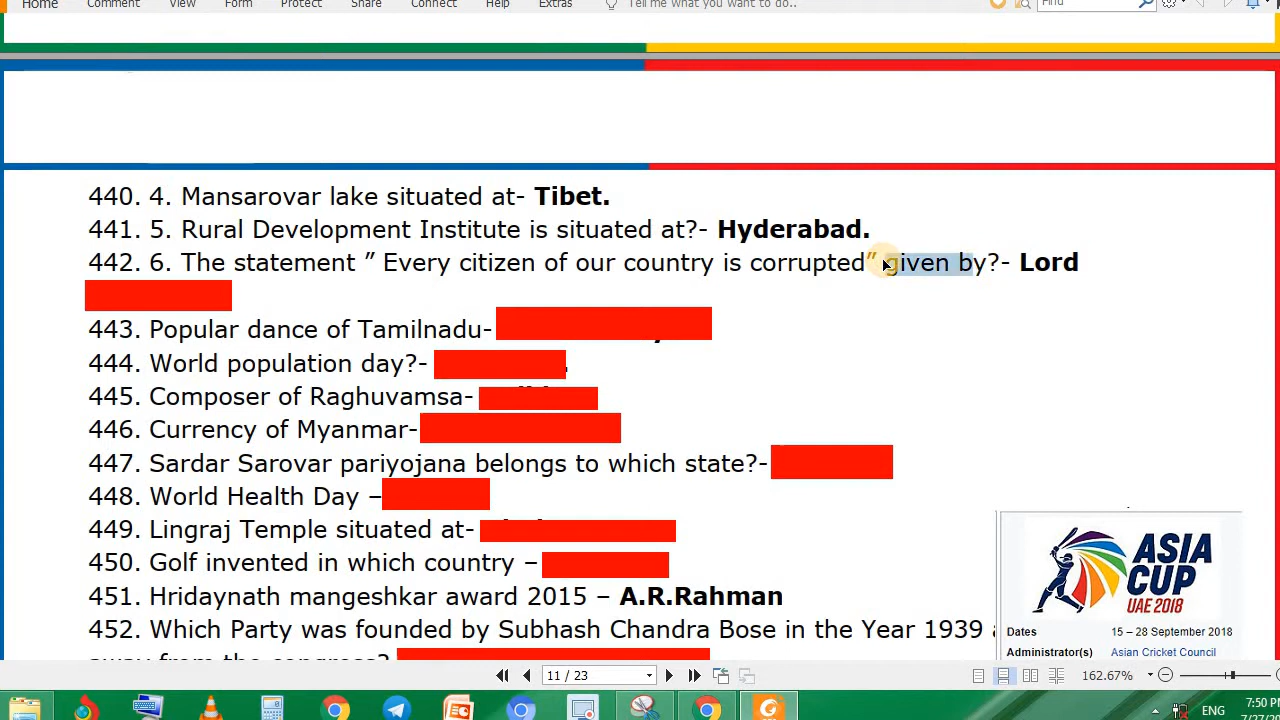 Home Comment View Form Protect Share Connect Help Extras Tell me what you want to do.. Find
440. 4. Mansarovar lake situated at- Tibet.
441. 5. Rural Development Institute is situated at?- Hyderabad.
442. 6. The statement ” Every citizen of our country is corrupted” given by?- Lord
443. Popular dance of Tamilnadu-
444. World population day?-
445. Composer of Raghuvamsa-
446. Currency of Myanmar-
447. Sardar Sarovar pariyojana belongs to which state?-
448. World Health Day –
449. Lingraj Temple situated at-
450. Golf invented in which country –
451. Hridaynath mangeshkar award 2015 – A.R.Rahman
452. Which Party was founded by Subhash Chandra Bose in the Year 1939
away from the congress?
ASIA
CUP
UAE 2018
Dates 15 – 28 September 2018
Administrator(s) Asian Cricket Council
11 / 23 162.67%
ENG 7:50 PM